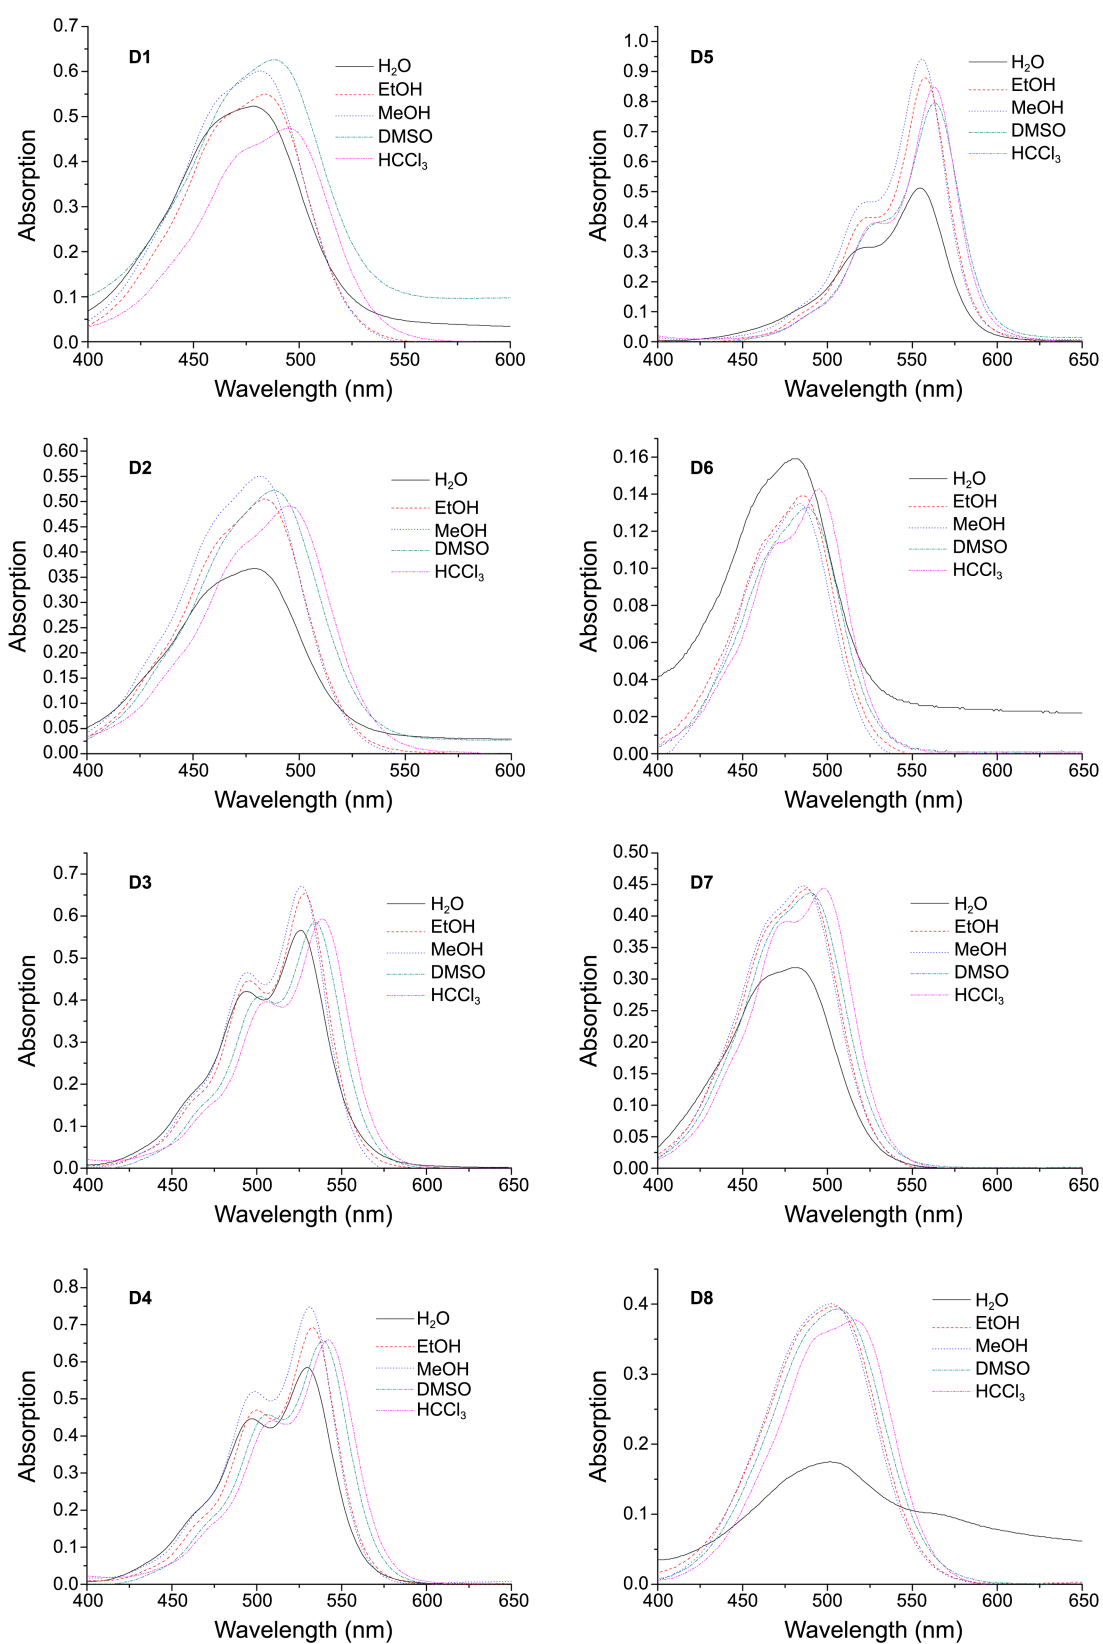 D1
0.7
0.6
0.5
0.4
0.3
0.2
0.1
0.0
400 450 500 550 600
Absorption
Wavelength (nm)
H₂O
EtOH
MeOH
DMSO
HCCl₃
D5
1.0
0.9
0.8
0.7
0.6
0.5
0.4
0.3
0.2
0.1
0.0
400 450 500 550 600 650
Absorption
Wavelength (nm)
H₂O
EtOH
MeOH
DMSO
HCCl₃
D2
0.60
0.55
0.50
0.45
0.40
0.35
0.30
0.25
0.20
0.15
0.10
0.05
0.00
400 450 500 550 600
Absorption
Wavelength (nm)
H₂O
EtOH
MeOH
DMSO
HCCl₃
D6
0.16
0.14
0.12
0.10
0.08
0.06
0.04
0.02
0.00
400 450 500 550 600 650
Absorption
Wavelength (nm)
H₂O
EtOH
MeOH
DMSO
HCCl₃
D3
0.7
0.6
0.5
0.4
0.3
0.2
0.1
0.0
400 450 500 550 600 650
Absorption
Wavelength (nm)
H₂O
EtOH
MeOH
DMSO
HCCl₃
D7
0.50
0.45
0.40
0.35
0.30
0.25
0.20
0.15
0.10
0.05
0.00
400 450 500 550 600 650
Absorption
Wavelength (nm)
H₂O
EtOH
MeOH
DMSO
HCCl₃
D4
0.8
0.7
0.6
0.5
0.4
0.3
0.2
0.1
0.0
400 450 500 550 600 650
Absorption
Wavelength (nm)
H₂O
EtOH
MeOH
DMSO
HCCl₃
D8
0.4
0.3
0.2
0.1
0.0
400 450 500 550 600 650
Absorption
Wavelength (nm)
H₂O
EtOH
MeOH
DMSO
HCCl₃